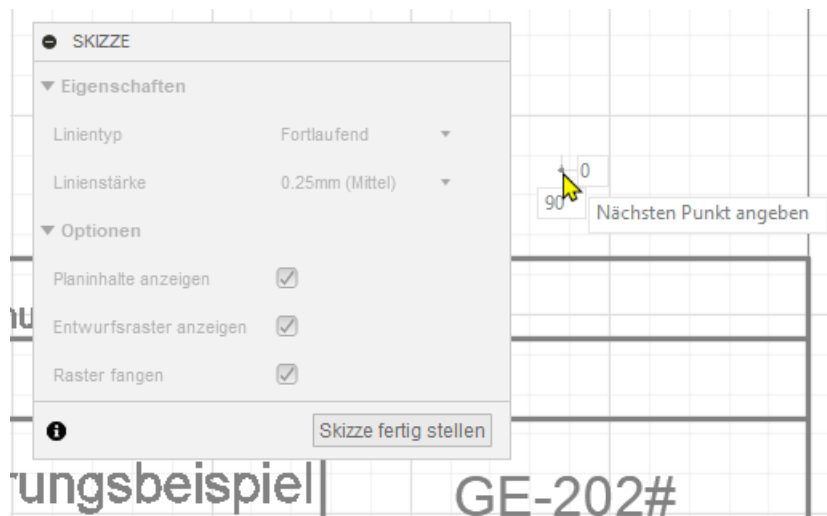 SKIZZE
Eigenschaften
Linientyp Fortlaufend
Linienstärke 0.25mm (Mittel)
Optionen
Planinhalte anzeigen
Entwurfsraster anzeigen
Raster fangen
Skizze fertig stellen
0
90
Nächsten Punkt angeben
rungsbeispiel
GE-202#